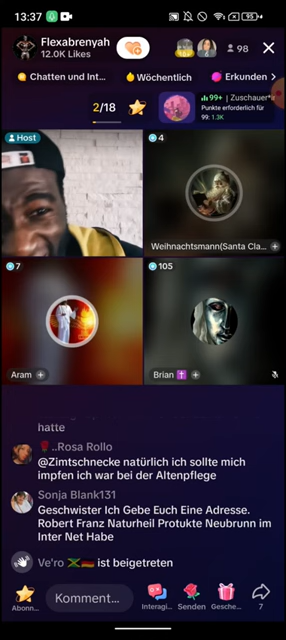 13:37
95
Flexabrenyah
12.0K Likes
98
Chatten und Int...
Wöchentlich
Erkunden
2/18
99+ | Zuschauer*a
Punkte erforderlich für
99: 1.3K
Host
4
Weihnachtsmann(Santa Cla...
7
105
Aram
Brian
hatte
..Rosa Rollo
@Zimtschnecke natürlich ich sollte mich
impfen ich war bei der Altenpflege
Sonja Blank131
Geschwister Ich Gebe Euch Eine Adresse.
Robert Franz Naturheil Protukte Neubrunn im
Inter Net Habe
Ve'ro ist beigetreten
Komment...
Abonn...
Interagi...
Senden
Gesche...
7